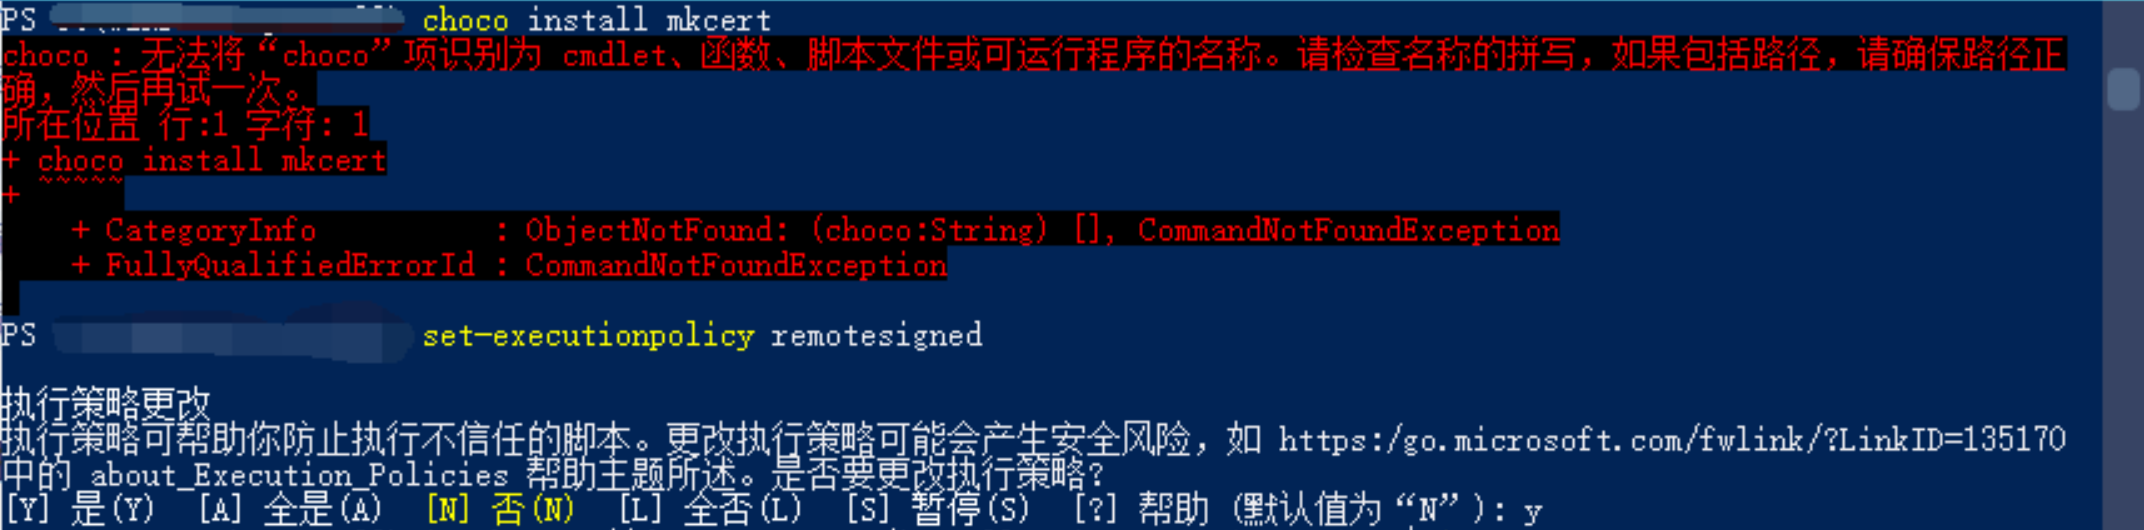 PS choco install mkcert
choco : 无法将“choco”项识别为 cmdlet、函数、脚本文件或可运行程序的名称。请检查名称的拼写，如果包括路径，请确保路径正
确，然后再试一次。
所在位置 行:1 字符: 1
+ choco install mkcert
+ ~~~~~
+ CategoryInfo : ObjectNotFound: (choco:String) [], CommandNotFoundException
+ FullyQualifiedErrorId : CommandNotFoundException
PS set-executionpolicy remotesigned
执行策略更改
执行策略可帮助你防止执行不信任的脚本。更改执行策略可能会产生安全风险，如 https:/go.microsoft.com/fwlink/?LinkID=135170
中的 about_Execution_Policies 帮助主题所述。是否要更改执行策略?
[Y] 是(Y) [A] 全是(A) [N] 否(N) [L] 全否(L) [S] 暂停(S) [?] 帮助 (默认值为“N”): y